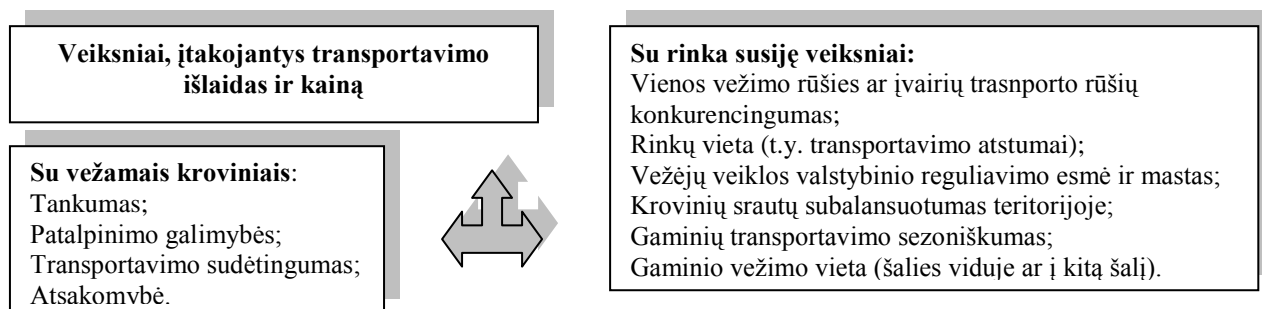 Veiksniai, įtakojantys transportavimo
išlaidas ir kainą
Su vežamais kroviniais:
Tankumas;
Patalpinimo galimybės;
Transportavimo sudėtingumas;
Atsakomybė.
Su rinka susiję veiksniai:
Vienos vežimo rūšies ar įvairių trasnporto rūšių
konkurencingumas;
Rinkų vieta (t.y. transportavimo atstumai);
Vežėjų veiklos valstybinio reguliavimo esmė ir mastas;
Krovinių srautų subalansuotumas teritorijoje;
Gaminių transportavimo sezoniškumas;
Gaminio vežimo vieta (šalies viduje ar į kitą šalį).